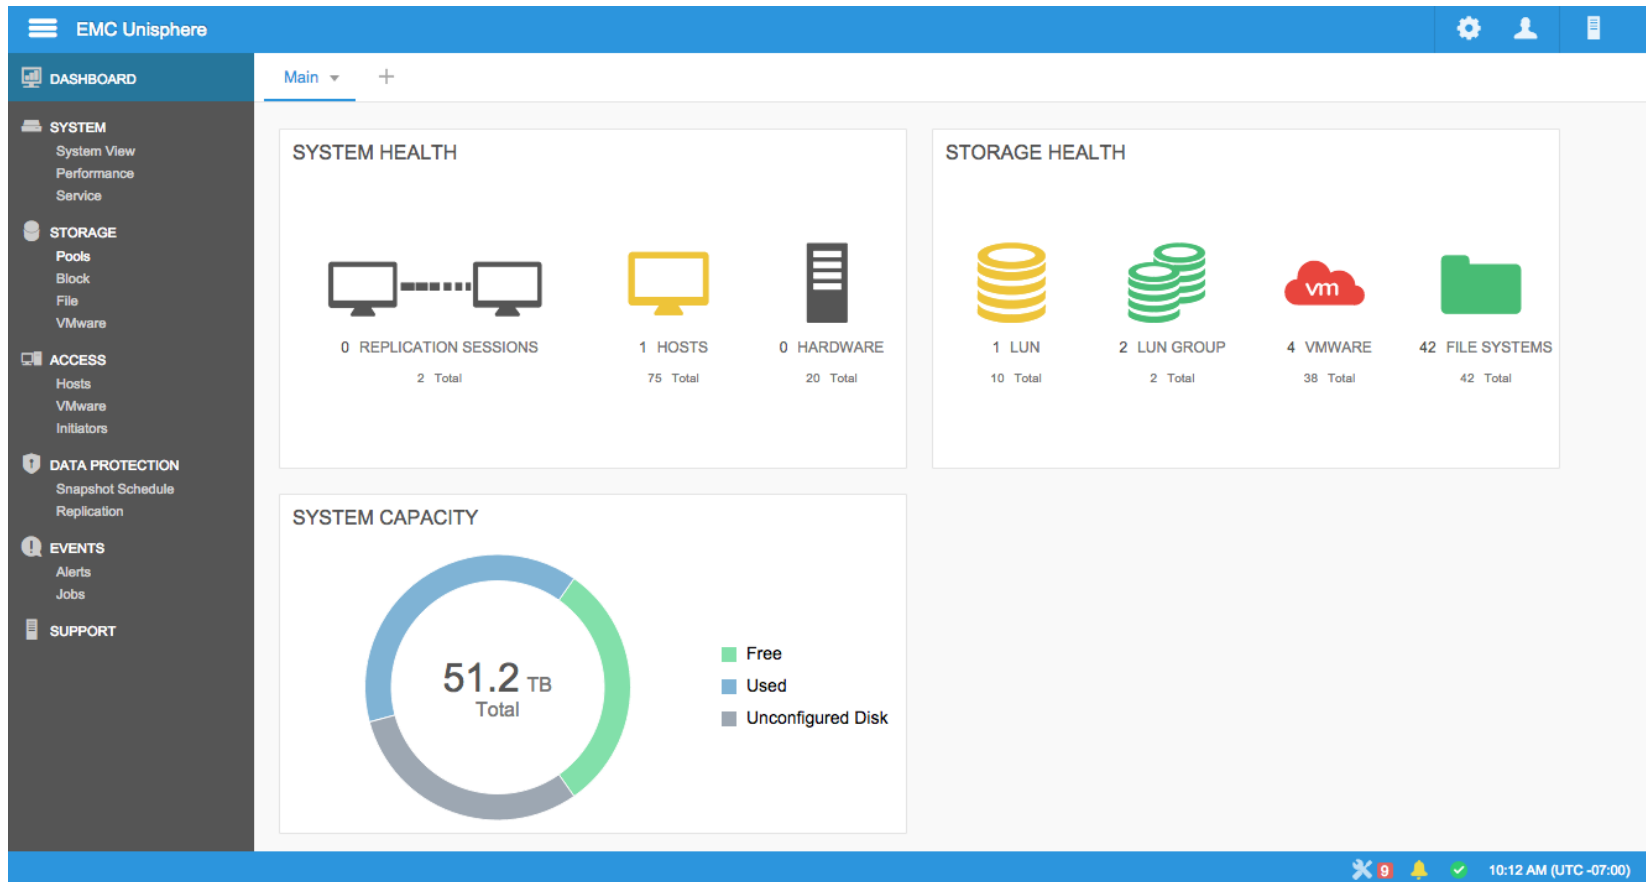 EMC Unisphere
DASHBOARD
SYSTEM
System View
Performance
Service
STORAGE
Pools
Block
File
VMware
ACCESS
Hosts
VMware
Initiators
DATA PROTECTION
Snapshot Schedule
Replication
EVENTS
Alerts
Jobs
SUPPORT
Main
SYSTEM HEALTH
0 REPLICATION SESSIONS
2 Total
1 HOSTS
75 Total
0 HARDWARE
20 Total
STORAGE HEALTH
1 LUN
10 Total
2 LUN GROUP
2 Total
vm
4 VMWARE
38 Total
42 FILE SYSTEMS
42 Total
SYSTEM CAPACITY
51.2 TB
Total
Free
Used
Unconfigured Disk
9
10:12 AM (UTC -07:00)